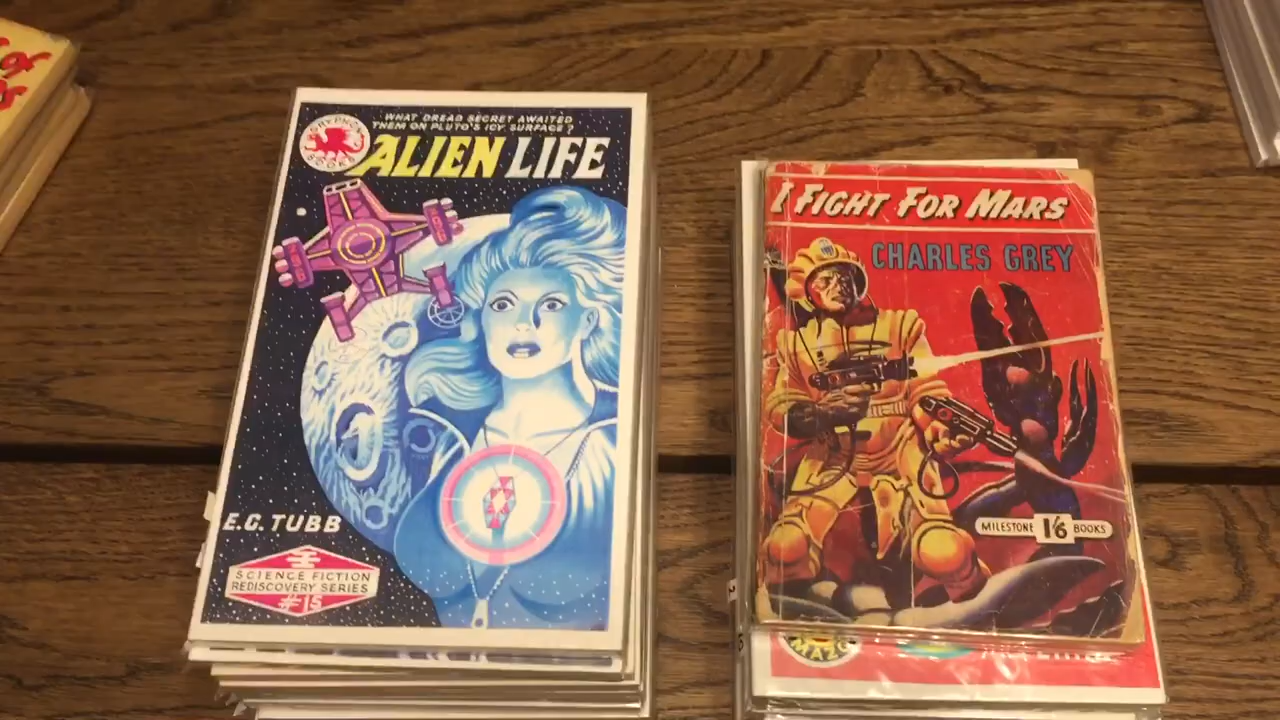 of
WHAT DREAD SECRET AWAITED
THEM ON PLUTO'S ICY SURFACE?
GRYPHON
BOOKS
ALIEN LIFE
E.C. TUBB
SCIENCE FICTION
REDISCOVERY SERIES
#15
I FIGHT FOR MARS
CHARLES GREY
MILESTONE 1/6 BOOKS